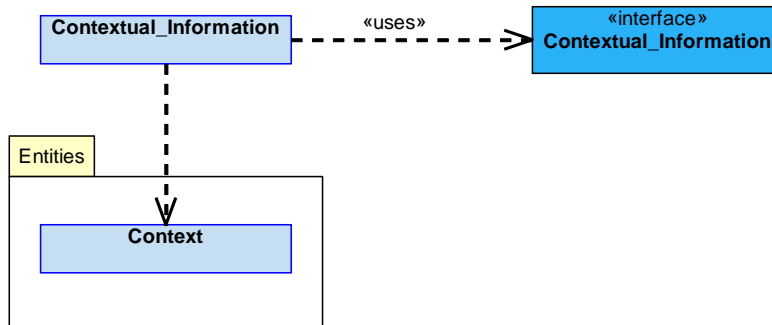 Contextual_Information
«uses»
«interface»
Contextual_Information
Entities
Context